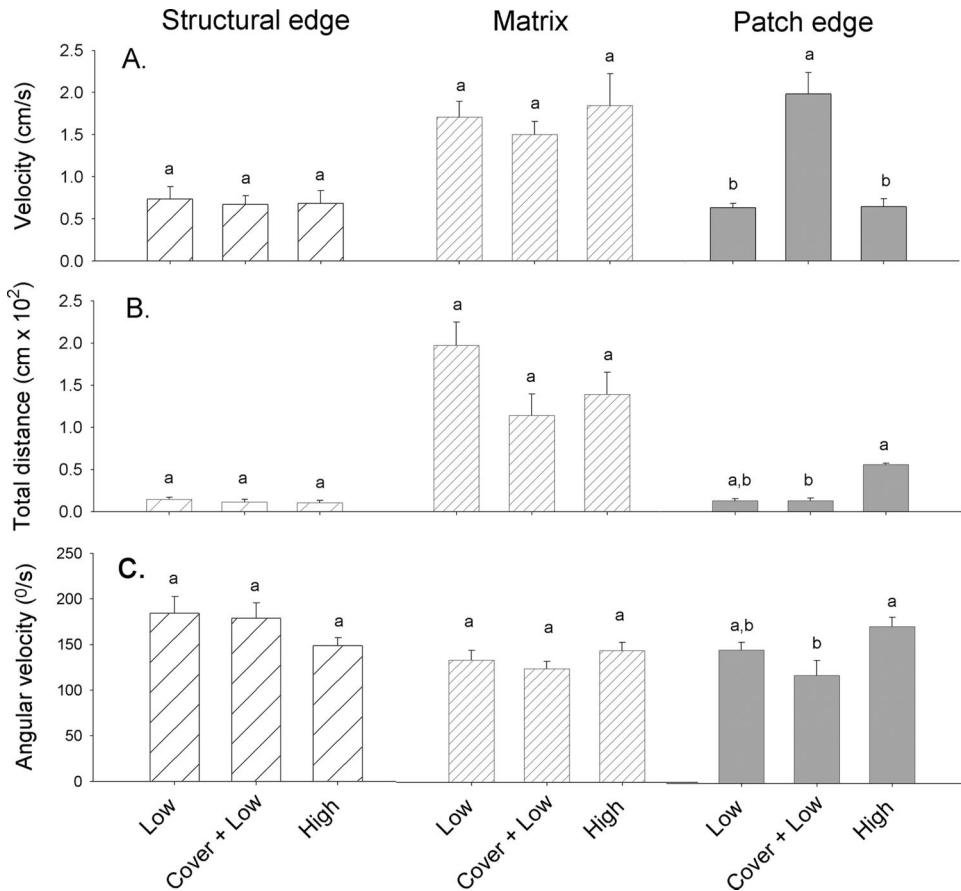 Structural edge Matrix Patch edge
A.
Velocity (cm/s)
2.5
2.0
1.5
1.0
0.5
0.0
a a a a a a b a b
B.
Total distance (cm x 10²)
2.5
2.0
1.5
1.0
0.5
0.0
a a a a a a a,b b a
C.
Angular velocity (⁰/s)
250
200
150
100
50
0
a a a a a a a,b b a
Low Cover + Low High Low Cover + Low High Low Cover + Low High